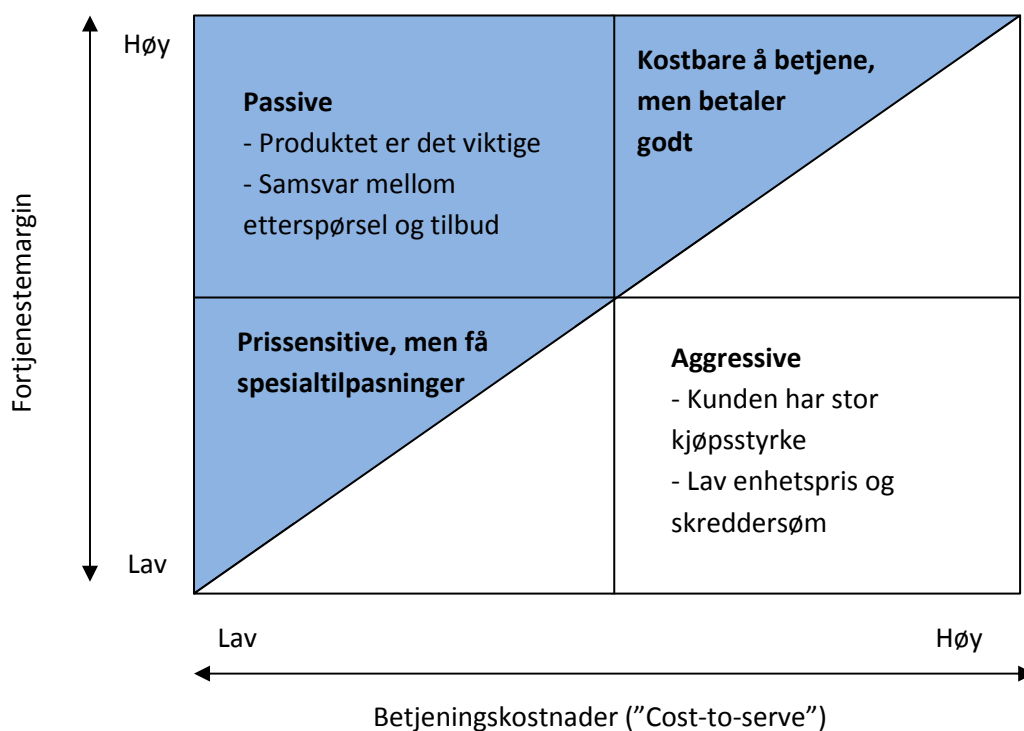 Høy
Kostbare å betjene,
men betaler
godt
Passive
- Produktet er det viktige
- Samsvar mellom
etterspørsel og tilbud
Fortjenestemargin
Prissensitive, men få
spesialtilpasninger
Aggressive
- Kunden har stor
kjøpsstyrke
- Lav enhetspris og
skreddersøm
Lav
Lav
Høy
Betjeningskostnader (”Cost-to-serve”)